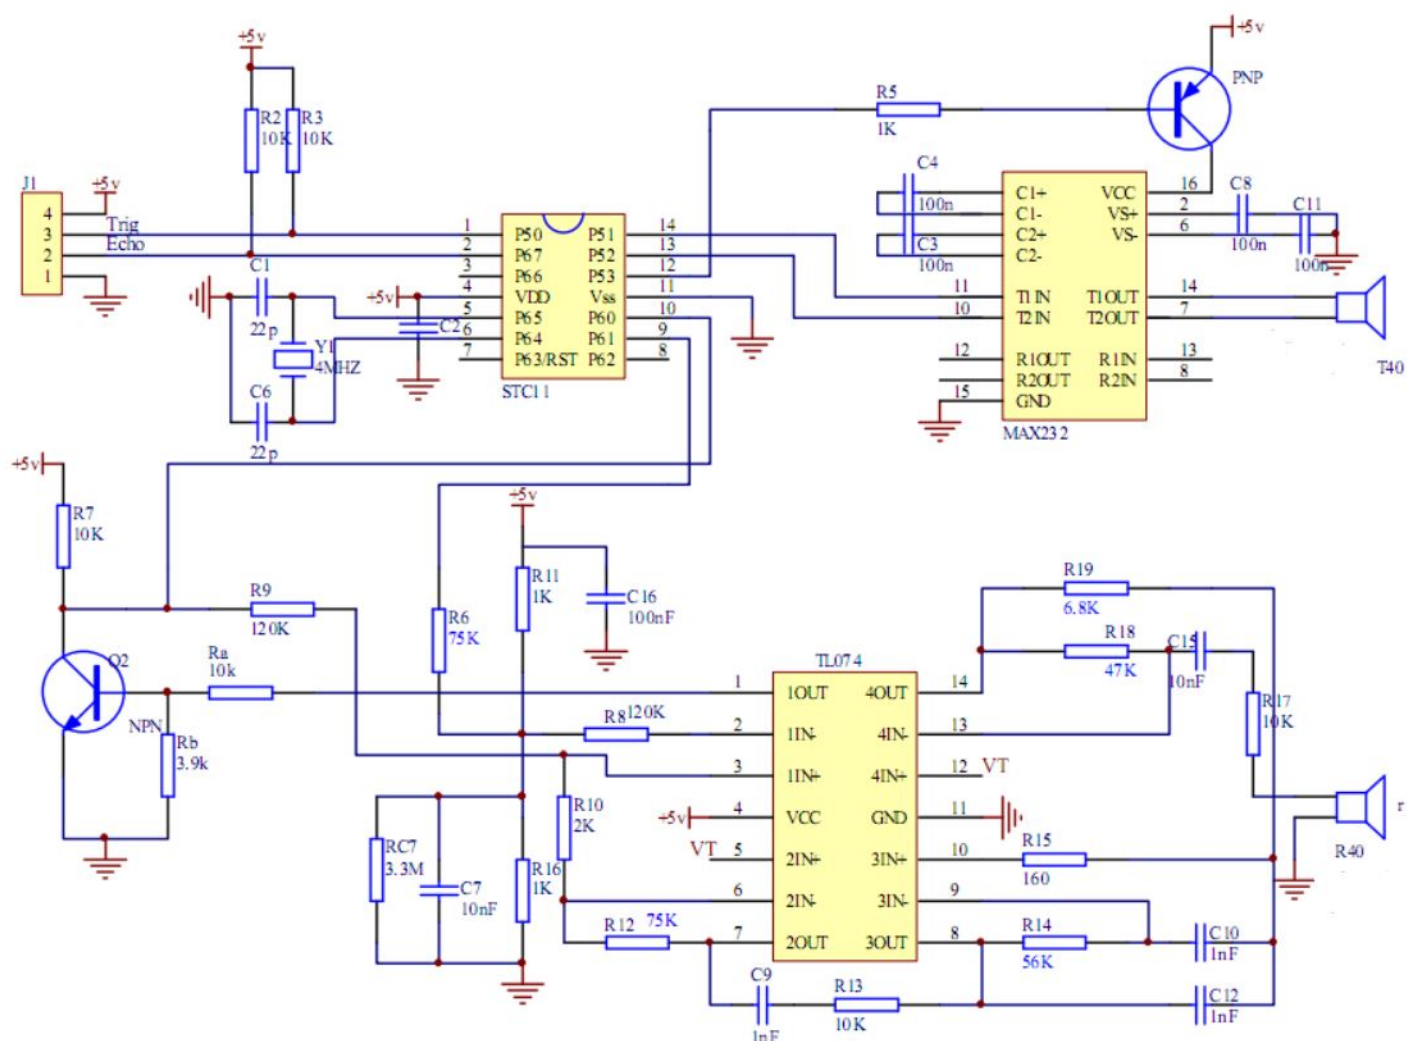 +5v
+5v
PNP
R2
10K
R3
10K
R5
1K
J1
+5v
4
3
2
1
Trig
Echo
C1
22p
Y1
4MHZ
C6
22p
+5v
C2
1
2
3
4
5
6
7
P50
P67
P66
VDD
P65
P64
P63/RST
P51
P52
P53
Vss
P60
P61
P62
14
13
12
11
10
9
8
STC11
C4
100n
C3
100n
11
10
12
15
C1+
C1-
C2+
C2-
T1IN
T2IN
R1OUT
R2OUT
GND
VCC
VS+
VS-
T1OUT
T2OUT
R1IN
R2IN
16
2
6
14
7
13
8
MAX232
C8
100n
C11
100n
T40
+5v
R7
10K
R9
120K
Q2
NPN
Ra
10k
Rb
3.9k
+5v
R11
1K
C16
100nF
R6
75K
R8
120K
RC7
3.3M
C7
10nF
R16
1K
R10
2K
R12
75K
C9
1nF
R13
10K
TL074
1
2
3
+5v
4
VT
5
6
7
1OUT
1IN-
1IN+
VCC
2IN+
2IN-
2OUT
4OUT
4IN-
4IN+
GND
3IN+
3IN-
3OUT
14
13
12
VT
11
10
9
8
R19
6.8K
R18
47K
C15
10nF
R17
10K
R15
160
R14
56K
C10
1nF
C12
1nF
r
R40